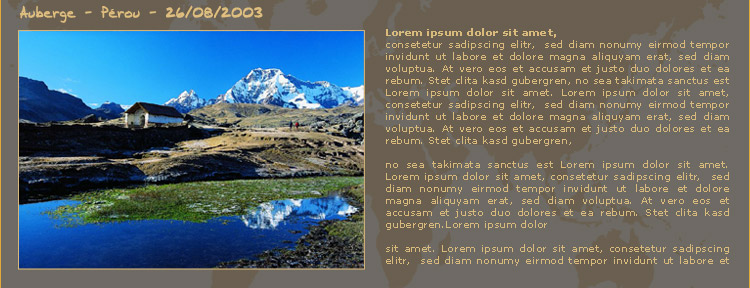 Auberge - Pérou - 26/08/2003
Lorem ipsum dolor sit amet,
consetetur sadipscing elitr, sed diam nonumy eirmod tempor
invidunt ut labore et dolore magna aliquyam erat, sed diam
voluptua. At vero eos et accusam et justo duo dolores et ea
rebum. Stet clita kasd gubergren, no sea takimata sanctus est
Lorem ipsum dolor sit amet. Lorem ipsum dolor sit amet,
consetetur sadipscing elitr, sed diam nonumy eirmod tempor
invidunt ut labore et dolore magna aliquyam erat, sed diam
voluptua. At vero eos et accusam et justo duo dolores et ea
rebum. Stet clita kasd gubergren,
no sea takimata sanctus est Lorem ipsum dolor sit amet.
Lorem ipsum dolor sit amet, consetetur sadipscing elitr, sed
diam nonumy eirmod tempor invidunt ut labore et dolore
magna aliquyam erat, sed diam voluptua. At vero eos et
accusam et justo duo dolores et ea rebum. Stet clita kasd
gubergren.Lorem ipsum dolor
sit amet. Lorem ipsum dolor sit amet, consetetur sadipscing
elitr, sed diam nonumy eirmod tempor invidunt ut labore et